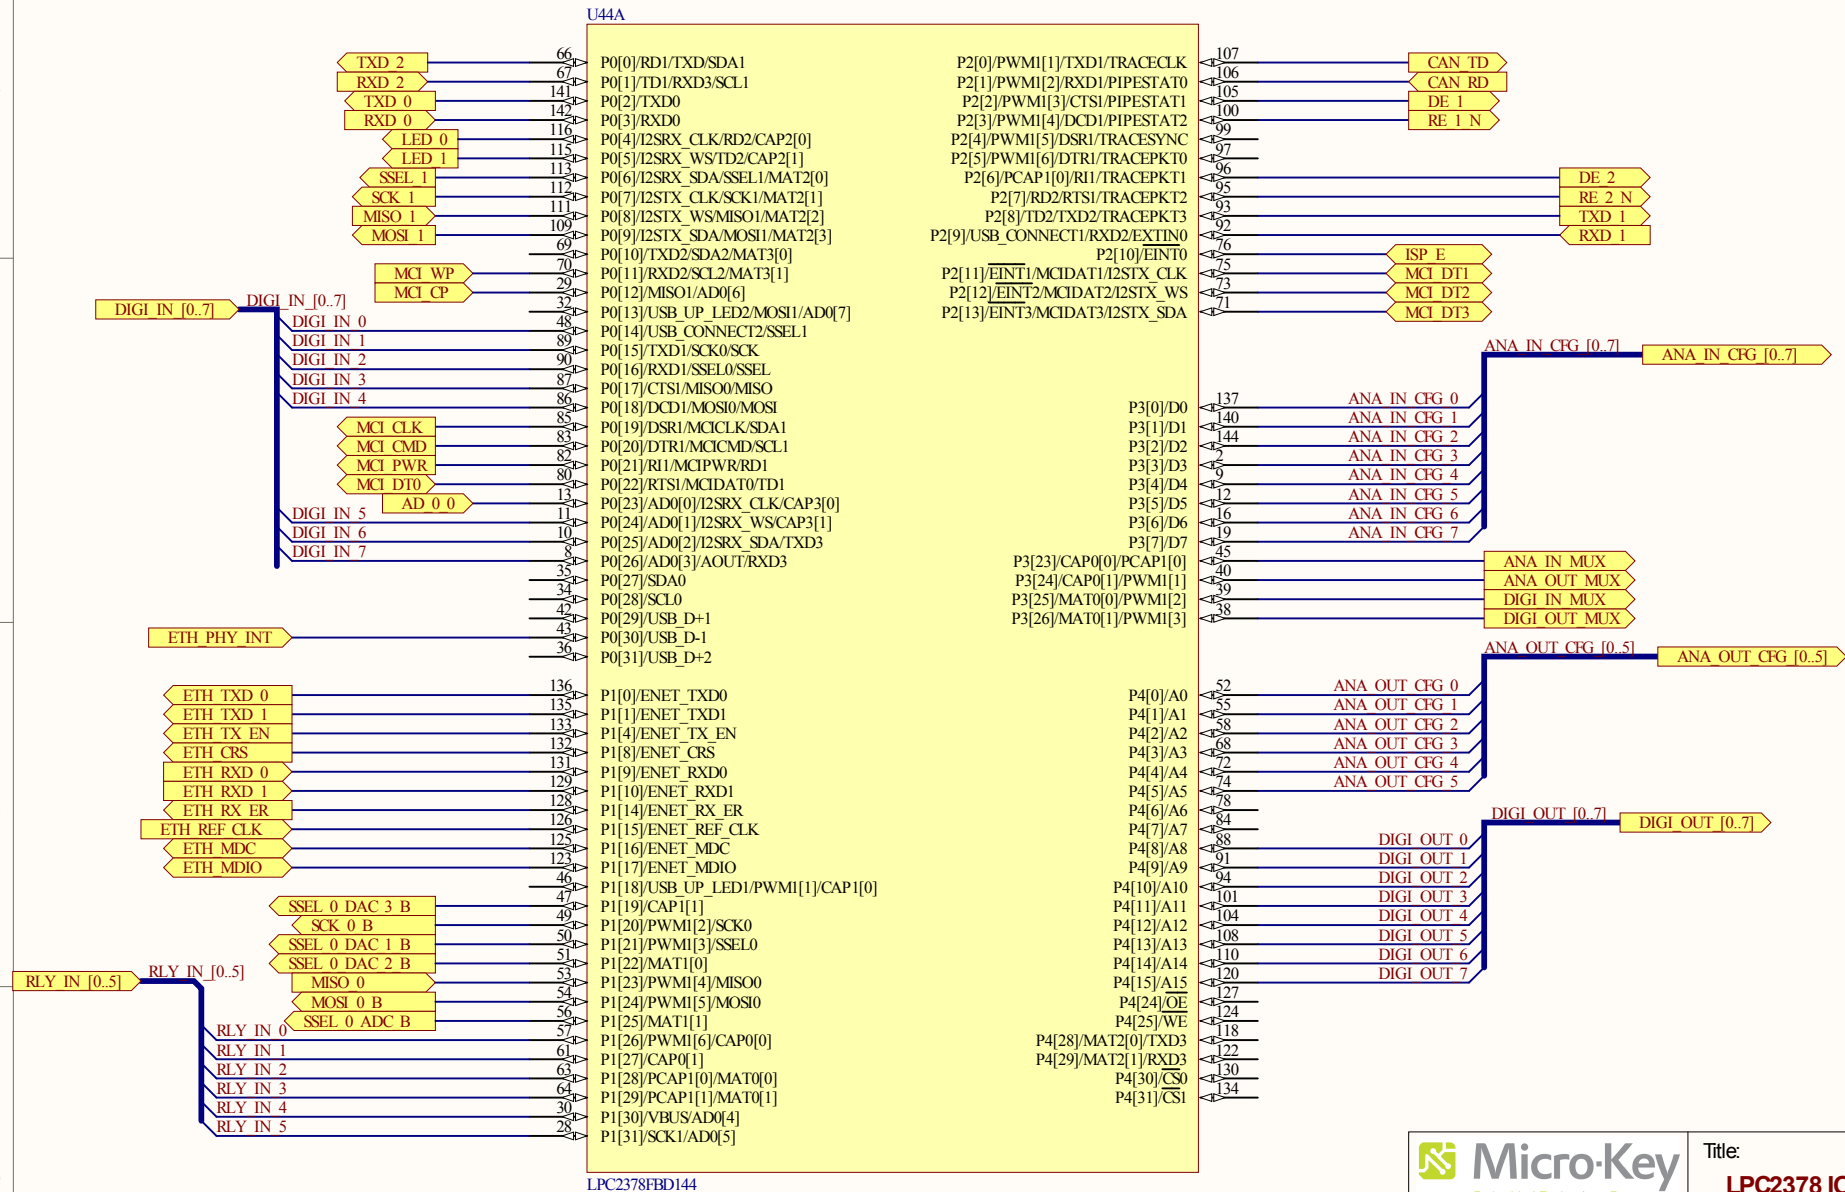 U44A
TXD_2 66 P0[0]/RD1/TXD/SDA1 P2[0]/PWM1[1]/TXD1/TRACECLK 107 CAN_TD
RXD_2 67 P0[1]/TD1/RXD3/SCL1 P2[1]/PWM1[2]/RXD1/PIPESTAT0 106 CAN_RD
TXD_0 141 P0[2]/TXD0 P2[2]/PWM1[3]/CTS1/PIPESTAT1 105 DE_1
RXD_0 142 P0[3]/RXD0 P2[3]/PWM1[4]/DCD1/PIPESTAT2 100 RE_1_N
LED_0 116 P0[4]/I2SRX_CLK/RD2/CAP2[0] P2[4]/PWM1[5]/DSR1/TRACESYNC 99
LED_1 115 P0[5]/I2SRX_WS/TD2/CAP2[1] P2[5]/PWM1[6]/DTR1/TRACEPKT0 97
SSEL_1 113 P0[6]/I2SRX_SDA/SSEL1/MAT2[0] P2[6]/PCAP1[0]/RI1/TRACEPKT1 96 DE_2
SCK_1 112 P0[7]/I2STX_CLK/SCK1/MAT2[1] P2[7]/RD2/RTS1/TRACEPKT2 95 RE_2_N
MISO_1 111 P0[8]/I2STX_WS/MISO1/MAT2[2] P2[8]/TD2/TXD2/TRACEPKT3 93 TXD_1
MOSI_1 109 P0[9]/I2STX_SDA/MOSI1/MAT2[3] P2[9]/USB_CONNECT1/RXD2/EXTIN0 92 RXD_1
69 P0[10]/TXD2/SDA2/MAT3[0] P2[10]/EINT0 76 ISP_E
MCI_WP 70 P0[11]/RXD2/SCL2/MAT3[1] P2[11]/EINT1/MCIDAT1/I2STX_CLK 75 MCI_DT1
MCI_CP 29 P0[12]/MISO1/AD0[6] P2[12]/EINT2/MCIDAT2/I2STX_WS 73 MCI_DT2
DIGI_IN_[0..7] DIGI_IN_[0..7] 32 P0[13]/USB_UP_LED2/MOSI1/AD0[7] P2[13]/EINT3/MCIDAT3/I2STX_SDA 71 MCI_DT3
DIGI_IN_0 48 P0[14]/USB_CONNECT2/SSEL1
DIGI_IN_1 89 P0[15]/TXD1/SCK0/SCK ANA_IN_CFG_[0..7] ANA_IN_CFG_[0..7]
DIGI_IN_2 90 P0[16]/RXD1/SSEL0/SSEL
DIGI_IN_3 87 P0[17]/CTS1/MISO0/MISO
DIGI_IN_4 86 P0[18]/DCD1/MOSI0/MOSI P3[0]/D0 137 ANA_IN_CFG_0
MCI_CLK 85 P0[19]/DSR1/MCICLK/SDA1 P3[1]/D1 140 ANA_IN_CFG_1
MCI_CMD 83 P0[20]/DTR1/MCICMD/SCL1 P3[2]/D2 144 ANA_IN_CFG_2
MCI_PWR 82 P0[21]/RI1/MCIPWR/RD1 P3[3]/D3 2 ANA_IN_CFG_3
MCI_DT0 80 P0[22]/RTS1/MCIDAT0/TD1 P3[4]/D4 9 ANA_IN_CFG_4
AD_0_0 13 P0[23]/AD0[0]/I2SRX_CLK/CAP3[0] P3[5]/D5 12 ANA_IN_CFG_5
DIGI_IN_5 11 P0[24]/AD0[1]/I2SRX_WS/CAP3[1] P3[6]/D6 16 ANA_IN_CFG_6
DIGI_IN_6 10 P0[25]/AD0[2]/I2SRX_SDA/TXD3 P3[7]/D7 19 ANA_IN_CFG_7
DIGI_IN_7 8 P0[26]/AD0[3]/AOUT/RXD3 P3[23]/CAP0[0]/PCAP1[0] 45 ANA_IN_MUX
35 P0[27]/SDA0 P3[24]/CAP0[1]/PWM1[1] 40 ANA_OUT_MUX
34 P0[28]/SCL0 P3[25]/MAT0[0]/PWM1[2] 39 DIGI_IN_MUX
42 P0[29]/USB_D+1 P3[26]/MAT0[1]/PWM1[3] 38 DIGI_OUT_MUX
ETH_PHY_INT 43 P0[30]/USB_D-1
36 P0[31]/USB_D+2 ANA_OUT_CFG_[0..5] ANA_OUT_CFG_[0..5]
ETH_TXD_0 136 P1[0]/ENET_TXD0 P4[0]/A0 52 ANA_OUT_CFG_0
ETH_TXD_1 135 P1[1]/ENET_TXD1 P4[1]/A1 55 ANA_OUT_CFG_1
ETH_TX_EN 133 P1[4]/ENET_TX_EN P4[2]/A2 58 ANA_OUT_CFG_2
ETH_CRS 132 P1[8]/ENET_CRS P4[3]/A3 68 ANA_OUT_CFG_3
ETH_RXD_0 131 P1[9]/ENET_RXD0 P4[4]/A4 72 ANA_OUT_CFG_4
ETH_RXD_1 129 P1[10]/ENET_RXD1 P4[5]/A5 74 ANA_OUT_CFG_5
ETH_RX_ER 128 P1[14]/ENET_RX_ER P4[6]/A6 78
ETH_REF_CLK 126 P1[15]/ENET_REF_CLK P4[7]/A7 84 DIGI_OUT_[0..7] DIGI_OUT_[0..7]
ETH_MDC 125 P1[16]/ENET_MDC P4[8]/A8 88 DIGI_OUT_0
ETH_MDIO 123 P1[17]/ENET_MDIO P4[9]/A9 91 DIGI_OUT_1
46 P1[18]/USB_UP_LED1/PWM1[1]/CAP1[0] P4[10]/A10 94 DIGI_OUT_2
SSEL_0_DAC_3_B 47 P1[19]/CAP1[1] P4[11]/A11 101 DIGI_OUT_3
SCK_0_B 49 P1[20]/PWM1[2]/SCK0 P4[12]/A12 104 DIGI_OUT_4
SSEL_0_DAC_1_B 50 P1[21]/PWM1[3]/SSEL0 P4[13]/A13 108 DIGI_OUT_5
SSEL_0_DAC_2_B 51 P1[22]/MAT1[0] P4[14]/A14 110 DIGI_OUT_6
RLY_IN_[0..5] RLY_IN_[0..5] MISO_0 53 P1[23]/PWM1[4]/MISO0 P4[15]/A15 120 DIGI_OUT_7
MOSI_0_B 54 P1[24]/PWM1[5]/MOSI0 P4[24]/OE 127
SSEL_0_ADC_B 56 P1[25]/MAT1[1] P4[25]/WE 124
RLY_IN_0 57 P1[26]/PWM1[6]/CAP0[0] P4[28]/MAT2[0]/TXD3 118
RLY_IN_1 61 P1[27]/CAP0[1] P4[29]/MAT2[1]/RXD3 122
RLY_IN_2 63 P1[28]/PCAP1[0]/MAT0[0] P4[30]/CS0 130
RLY_IN_3 64 P1[29]/PCAP1[1]/MAT0[1] P4[31]/CS1 134
RLY_IN_4 30 P1[30]/VBUS/AD0[4]
RLY_IN_5 28 P1[31]/SCK1/AD0[5]
LPC2378FBD144
Micro·Key
Title:
LPC2378 IO